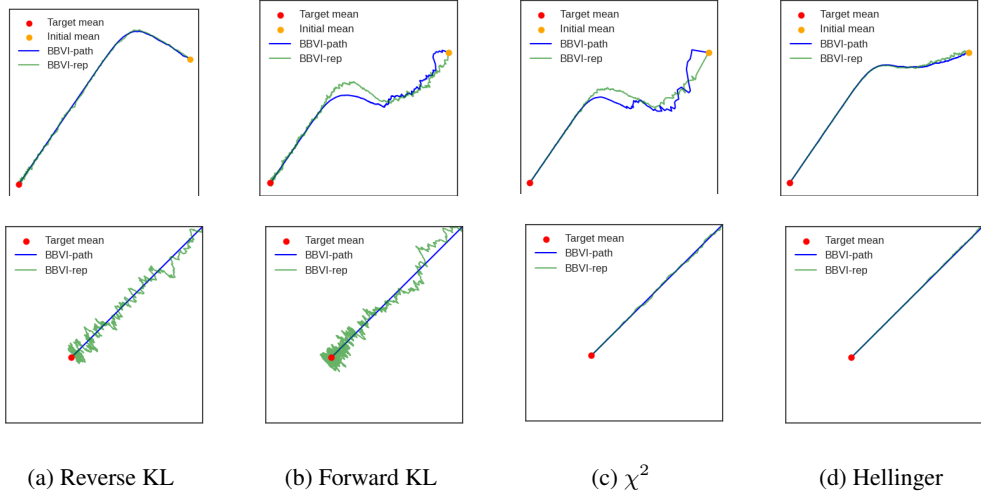 Target mean
Initial mean
BBVI-path
BBVI-rep
Target mean
Initial mean
BBVI-path
BBVI-rep
Target mean
Initial mean
BBVI-path
BBVI-rep
Target mean
Initial mean
BBVI-path
BBVI-rep
Target mean
BBVI-path
BBVI-rep
Target mean
BBVI-path
BBVI-rep
Target mean
BBVI-path
BBVI-rep
Target mean
BBVI-path
BBVI-rep
(a) Reverse KL
(b) Forward KL
(c) χ²
(d) Hellinger